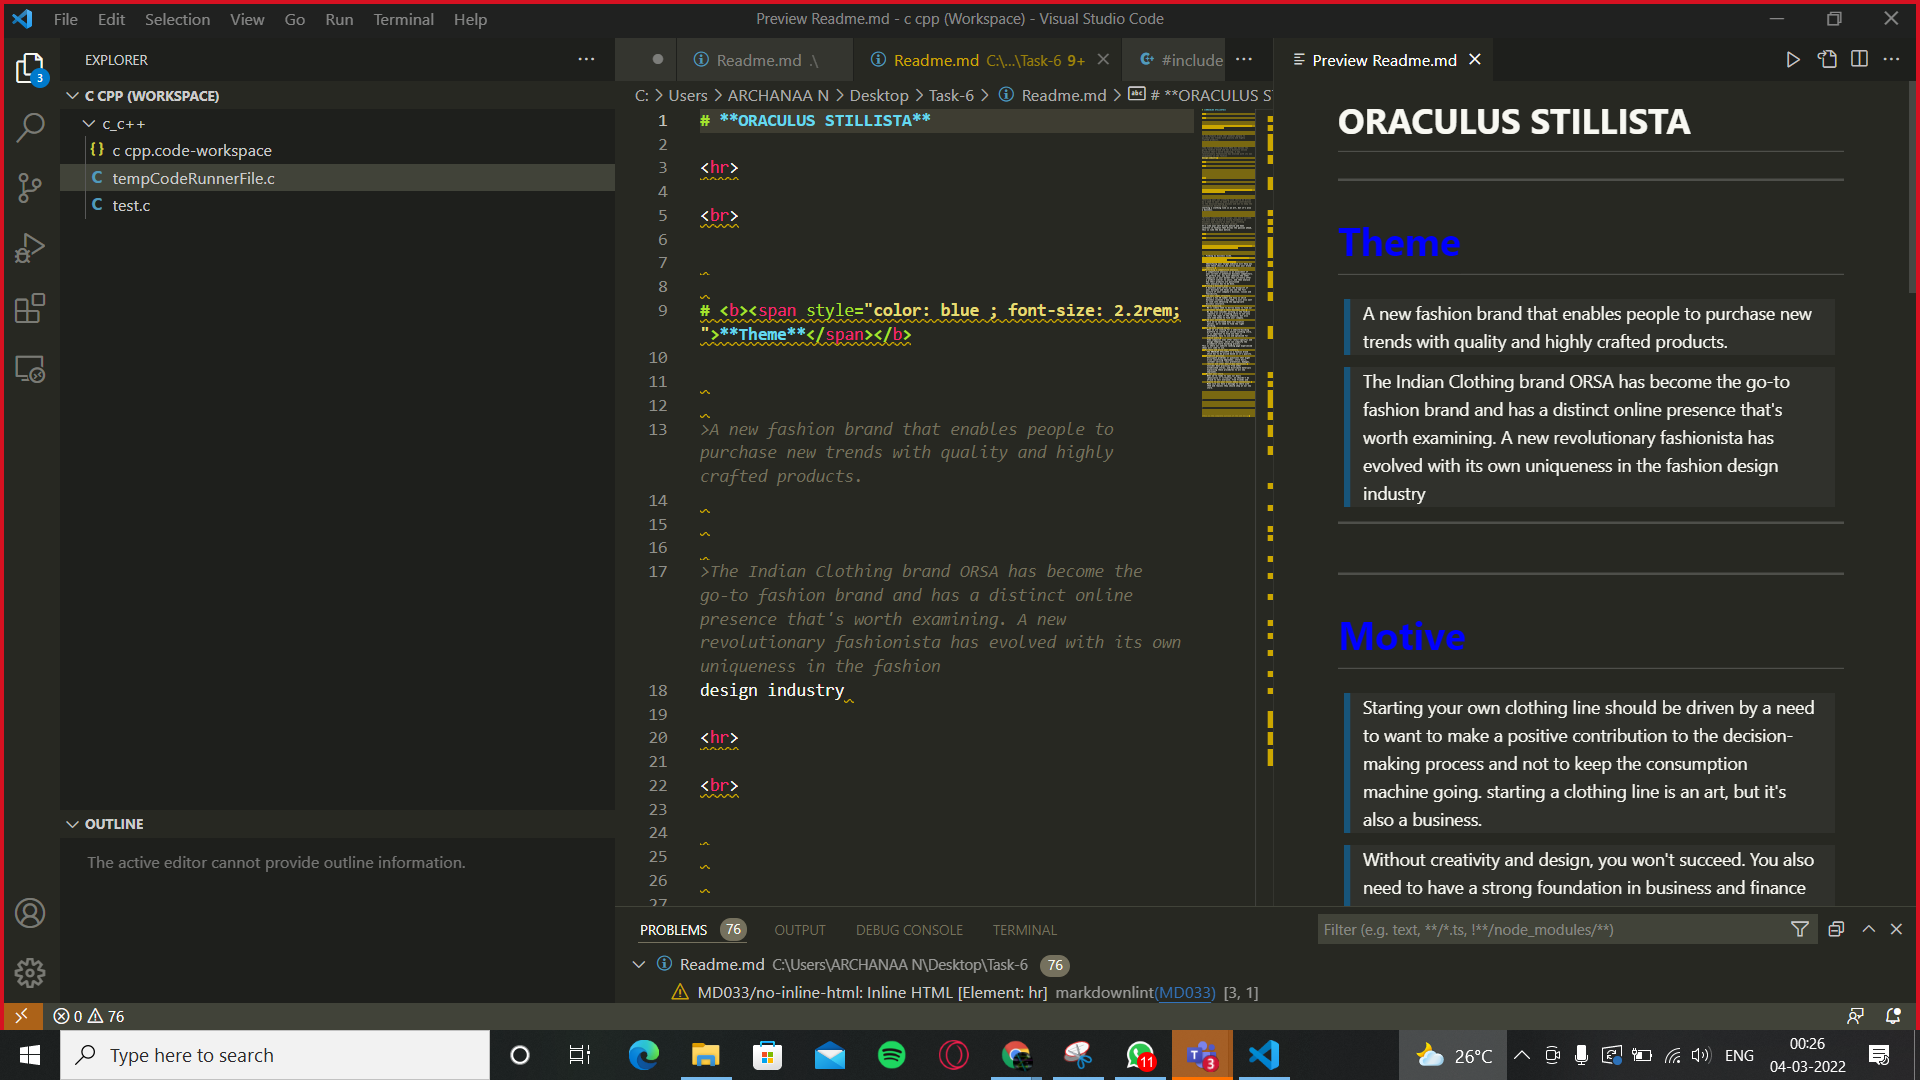 File Edit Selection View Go Run Terminal Help
Preview Readme.md - c cpp (Workspace) - Visual Studio Code
3
EXPLORER
C CPP (WORKSPACE)
c_c++
{} c cpp.code-workspace
C tempCodeRunnerFile.c
C test.c
OUTLINE
The active editor cannot provide outline information.
Readme.md .\
Readme.md C:\...\Task-6 9+
#include
C: > Users > ARCHANAA N > Desktop > Task-6 > Readme.md > # **ORACULUS S
1 # **ORACULUS STILLISTA**
2
3 <hr>
4
5 <br>
6
7
8
9 # <b><span style="color: blue ; font-size: 2.2rem;
">**Theme**</span></b>
10
11
12
13 >A new fashion brand that enables people to
purchase new trends with quality and highly
crafted products.
14
15
16
17 >The Indian Clothing brand ORSA has become the
go-to fashion brand and has a distinct online
presence that's worth examining. A new
revolutionary fashionista has evolved with its own
uniqueness in the fashion
18 design industry
19
20 <hr>
21
22 <br>
23
24
25
26
27
Preview Readme.md
ORACULUS STILLISTA
Theme
A new fashion brand that enables people to purchase new
trends with quality and highly crafted products.
The Indian Clothing brand ORSA has become the go-to
fashion brand and has a distinct online presence that's
worth examining. A new revolutionary fashionista has
evolved with its own uniqueness in the fashion design
industry
Motive
Starting your own clothing line should be driven by a need
to want to make a positive contribution to the decision-
making process and not to keep the consumption
machine going. starting a clothing line is an art, but it's
also a business.
Without creativity and design, you won't succeed. You also
need to have a strong foundation in business and finance
PROBLEMS 76 OUTPUT DEBUG CONSOLE TERMINAL
Filter (e.g. text, **/*.ts, !**/node_modules/**)
Readme.md C:\Users\ARCHANAA N\Desktop\Task-6 76
MD033/no-inline-html: Inline HTML [Element: hr] markdownlint(MD033) [3, 1]
0 76
Type here to search
11
3
26°C
ENG
00:26
04-03-2022